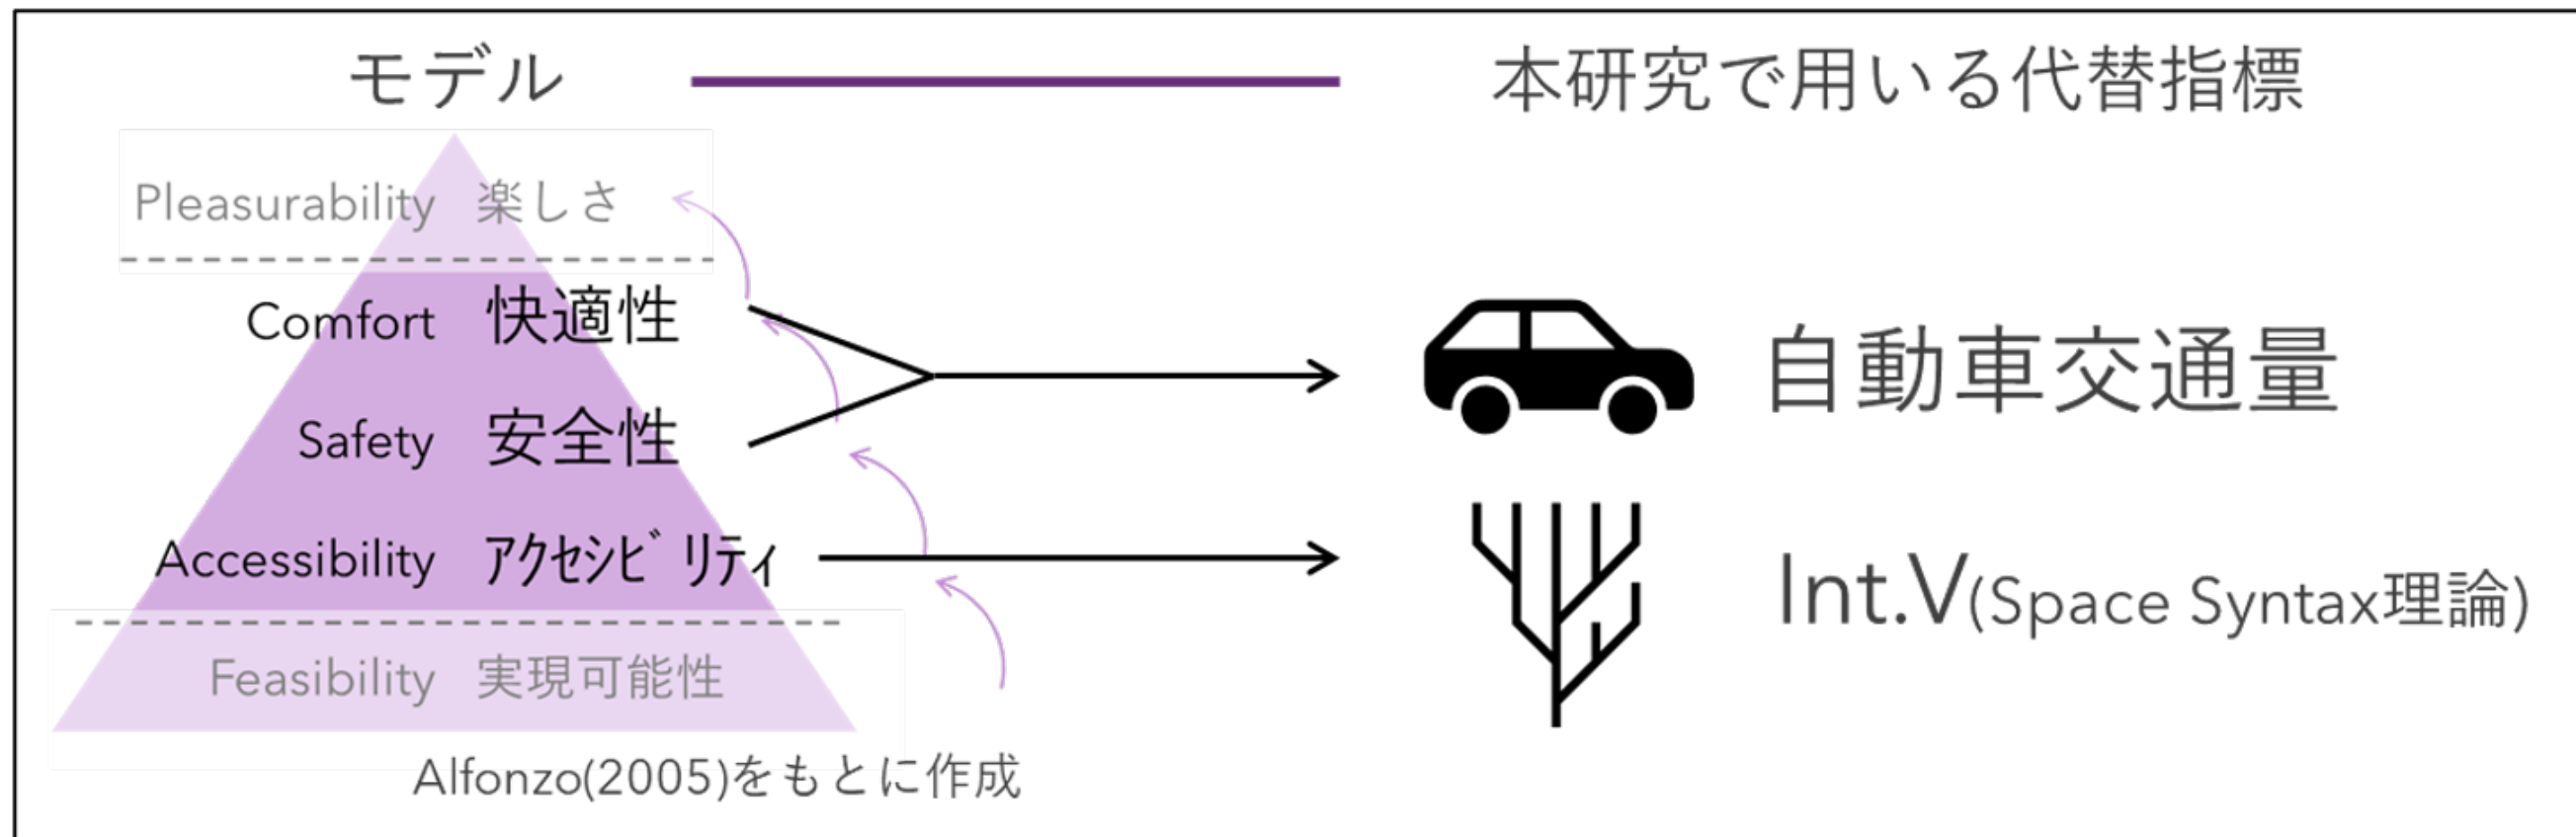 モデル 本研究で用いる代替指標
Pleasurability 楽しさ
Comfort 快適性
自動車交通量
Safety 安全性
Accessibility ｱｸｾｼﾋﾞﾘﾃｨ
Int.V(Space Syntax理論)
Feasibility 実現可能性
Alfonzo(2005)をもとに作成